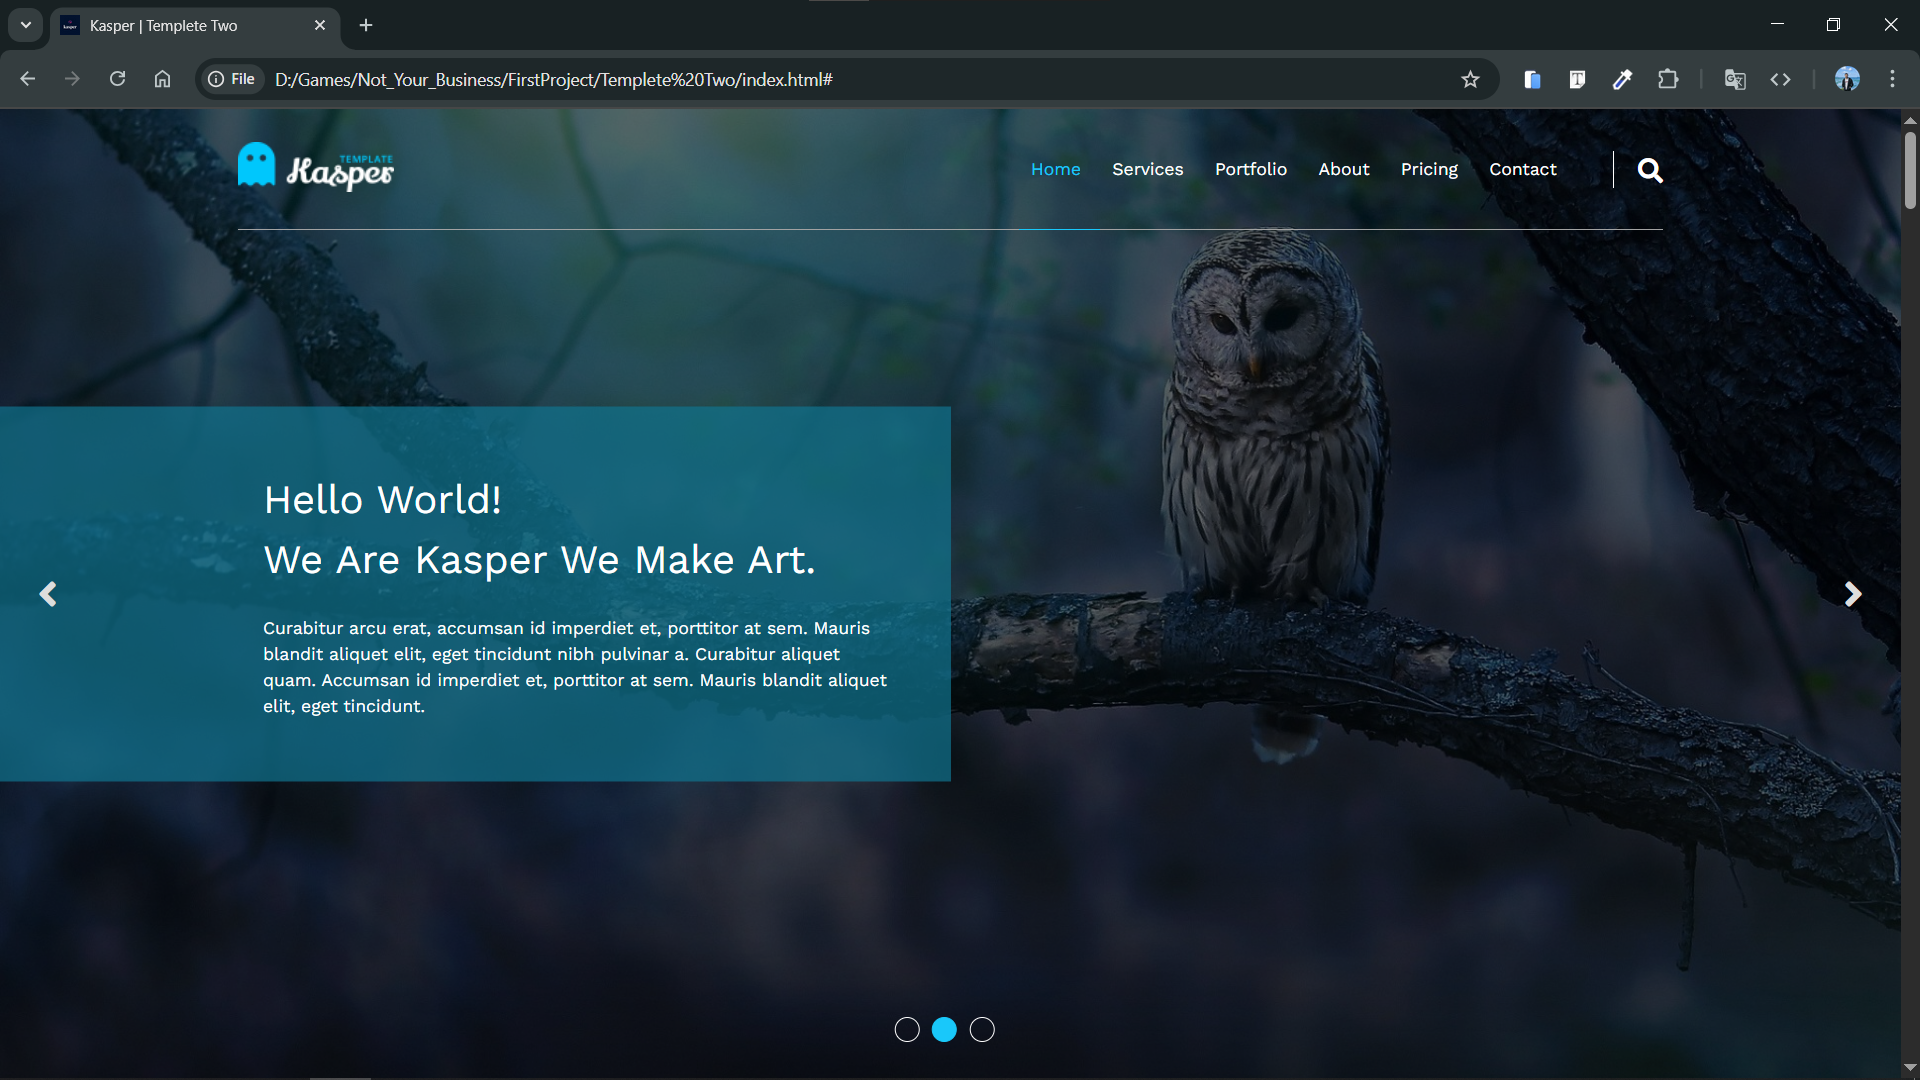 Kasper | Templete Two
File
D:/Games/Not_Your_Business/FirstProject/Templete%20Two/index.html#
TEMPLATE
Kasper
Home Services Portfolio About Pricing Contact
Hello World!
We Are Kasper We Make Art.
Curabitur arcu erat, accumsan id imperdiet et, porttitor at sem. Mauris
blandit aliquet elit, eget tincidunt nibh pulvinar a. Curabitur aliquet
quam. Accumsan id imperdiet et, porttitor at sem. Mauris blandit aliquet
elit, eget tincidunt.